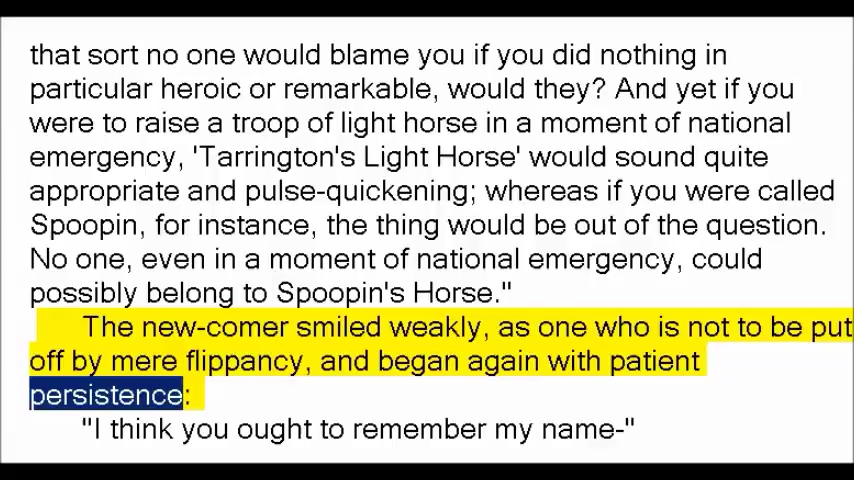 that sort no one would blame you if you did nothing in
particular heroic or remarkable, would they? And yet if you
were to raise a troop of light horse in a moment of national
emergency, 'Tarrington's Light Horse' would sound quite
appropriate and pulse-quickening; whereas if you were called
Spoopin, for instance, the thing would be out of the question.
No one, even in a moment of national emergency, could
possibly belong to Spoopin's Horse."
The new-comer smiled weakly, as one who is not to be put
off by mere flippancy, and began again with patient
persistence:
"I think you ought to remember my name-"